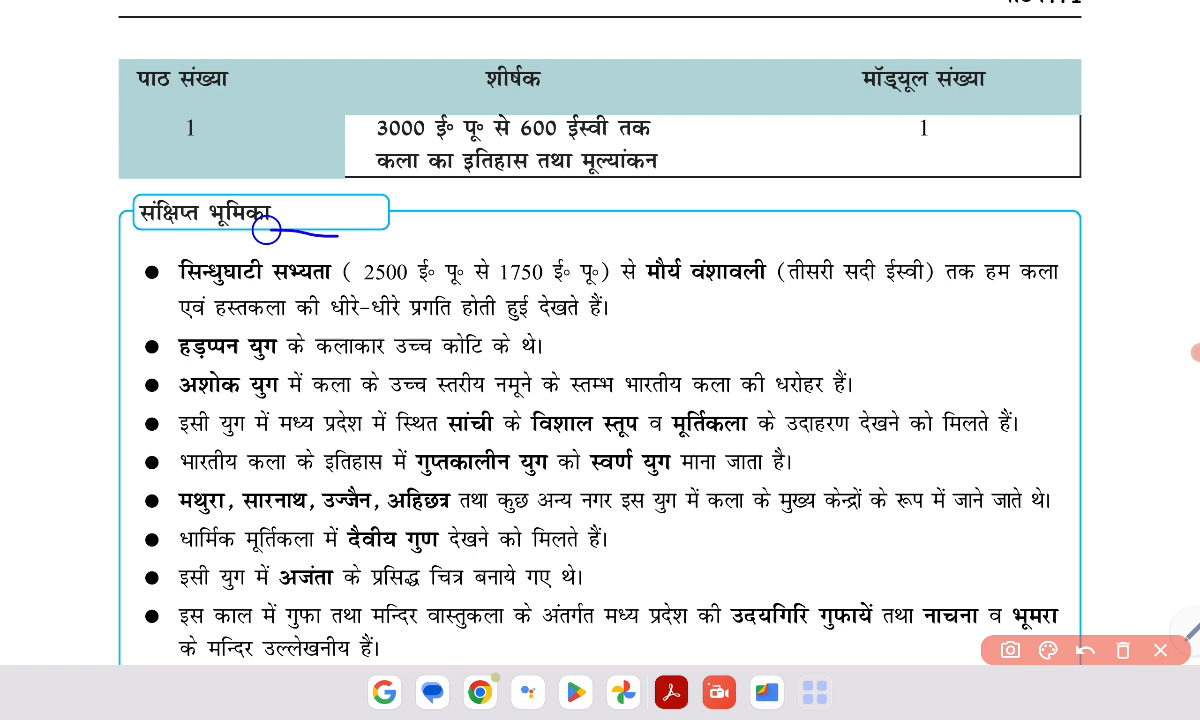 पाठ संख्या शीर्षक मॉड्यूल संख्या
1 3000 ई॰ पू॰ से 600 ईस्वी तक 1
कला का इतिहास तथा मूल्यांकन
संक्षिप्त भूमिका
● सिन्धुघाटी सभ्यता ( 2500 ई॰ पू॰ से 1750 ई॰ पू॰) से मौर्य वंशावली (तीसरी सदी ईस्वी) तक हम कला
एवं हस्तकला की धीरे-धीरे प्रगति होती हुई देखते हैं।
● हड़प्पन युग के कलाकार उच्च कोटि के थे।
● अशोक युग में कला के उच्च स्तरीय नमूने के स्तम्भ भारतीय कला की धरोहर हैं।
● इसी युग में मध्य प्रदेश में स्थित सांची के विशाल स्तूप व मूर्तिकला के उदाहरण देखने को मिलते हैं।
● भारतीय कला के इतिहास में गुप्तकालीन युग को स्वर्ण युग माना जाता है।
● मथुरा, सारनाथ, उज्जैन, अहिछत्र तथा कुछ अन्य नगर इस युग में कला के मुख्य केन्द्रों के रूप में जाने जाते थे।
● धार्मिक मूर्तिकला में दैवीय गुण देखने को मिलते हैं।
● इसी युग में अजंता के प्रसिद्ध चित्र बनाये गए थे।
● इस काल में गुफा तथा मन्दिर वास्तुकला के अंतर्गत मध्य प्रदेश की उदयगिरि गुफायें तथा नाचना व भूमरा
के मन्दिर उल्लेखनीय हैं।